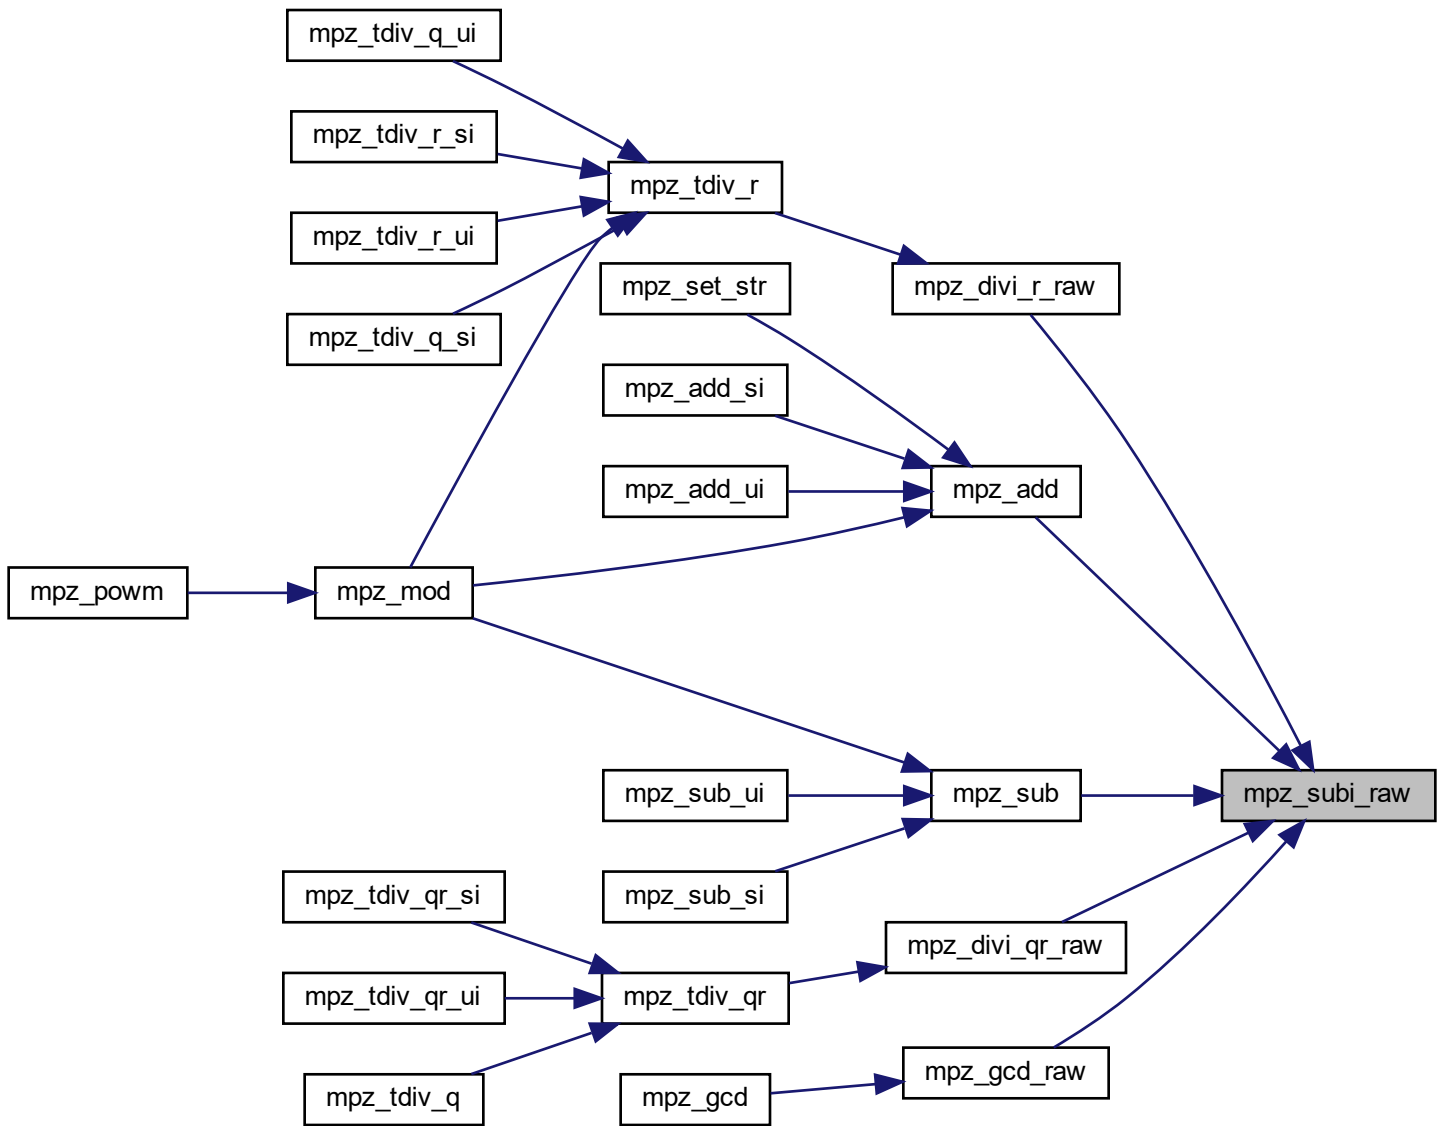 mpz_tdiv_q_ui
mpz_tdiv_r_si
mpz_tdiv_r
mpz_tdiv_r_ui
mpz_set_str
mpz_divi_r_raw
mpz_tdiv_q_si
mpz_add_si
mpz_add_ui
mpz_add
mpz_powm
mpz_mod
mpz_sub_ui
mpz_sub
mpz_subi_raw
mpz_tdiv_qr_si
mpz_sub_si
mpz_divi_qr_raw
mpz_tdiv_qr_ui
mpz_tdiv_qr
mpz_gcd_raw
mpz_tdiv_q
mpz_gcd